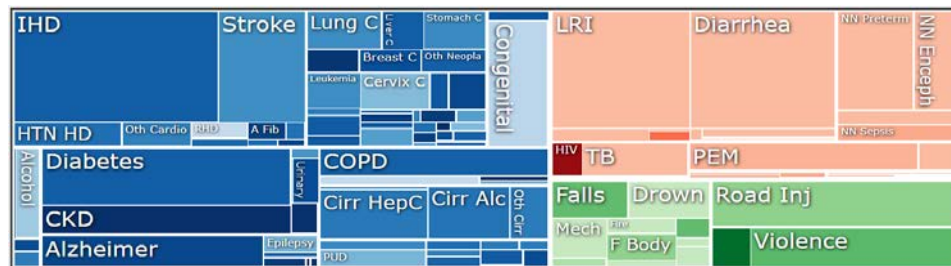 IHD
Stroke
HTN HD
Oth Cardio
RHD
A Fib
Lung C
Liver C
Stomach C
Breast C
Oth Neopla
Leukemia
Cervix C
Congenital
Alcohol
Diabetes
Urinary
CKD
Alzheimer
Epilepsy
COPD
Cirr HepC
Cirr Alc
Oth Cirr
PUD
LRI
Diarrhea
NN Preterm
NN Enceph
NN Sepsis
HIV
TB
PEM
Falls
Drown
Road Inj
Mech
Fire
F Body
Violence